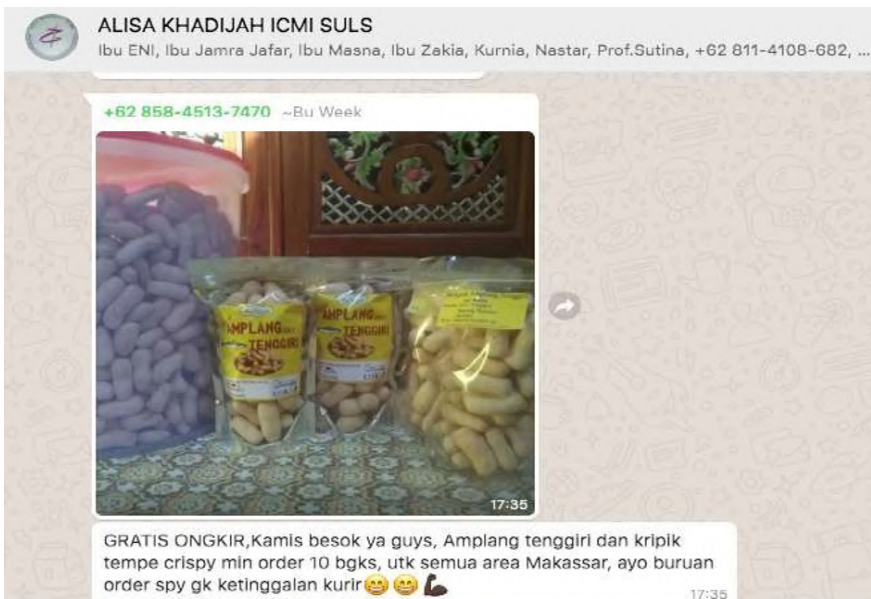 ALISA KHADIJAH ICMI SULS
Ibu ENI, Ibu Jamra Jafar, Ibu Masna, Ibu Zakia, Kurnia, Nastar, Prof.Sutina, +62 811-4108-682, ...
+62 858-4513-7470 ~Bu Week
AMPLANG
TENGGIRI
AMPLANG
TENGGIRI
17:35
GRATIS ONGKIR,Kamis besok ya guys, Amplang tenggiri dan kripik
tempe crispy min order 10 bgks, utk semua area Makassar, ayo buruan
order spy gk ketinggalan kurir😁😁💪🏿
17:35